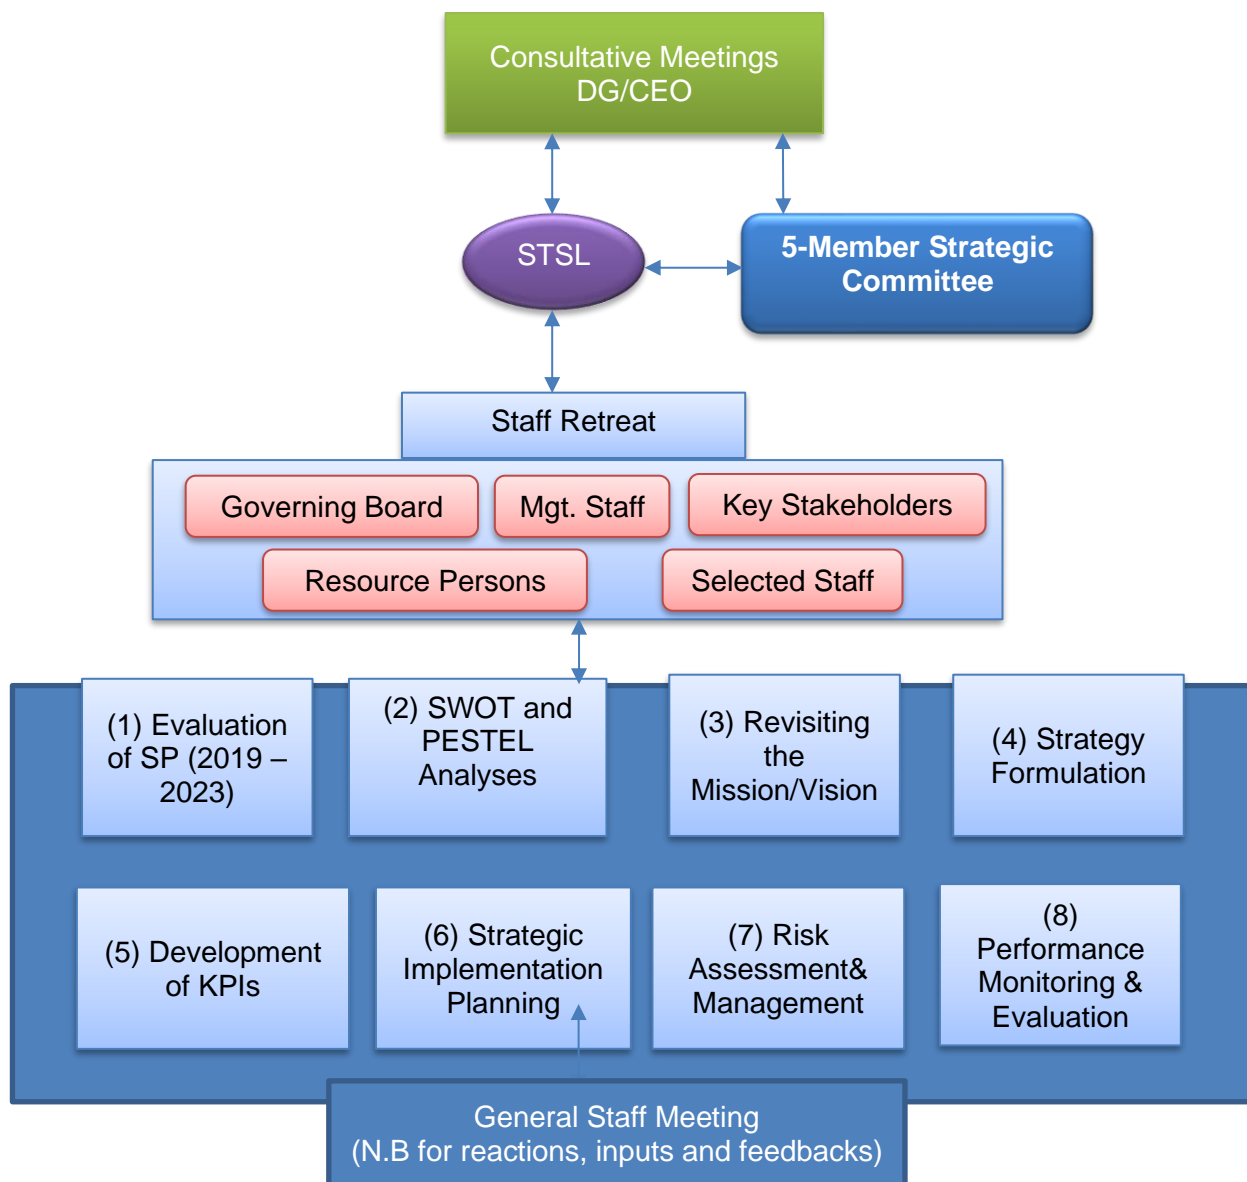 Consultative Meetings
DG/CEO
STSL
5-Member Strategic
Committee
Staff Retreat
Governing Board
Mgt. Staff
Key Stakeholders
Resource Persons
Selected Staff
(1) Evaluation
of SP (2019 –
2023)
(2) SWOT and
PESTEL
Analyses
(3) Revisiting
the
Mission/Vision
(4) Strategy
Formulation
(5) Development
of KPIs
(6) Strategic
Implementation
Planning
(7) Risk
Assessment&
Management
(8)
Performance
Monitoring &
Evaluation
General Staff Meeting
(N.B for reactions, inputs and feedbacks)